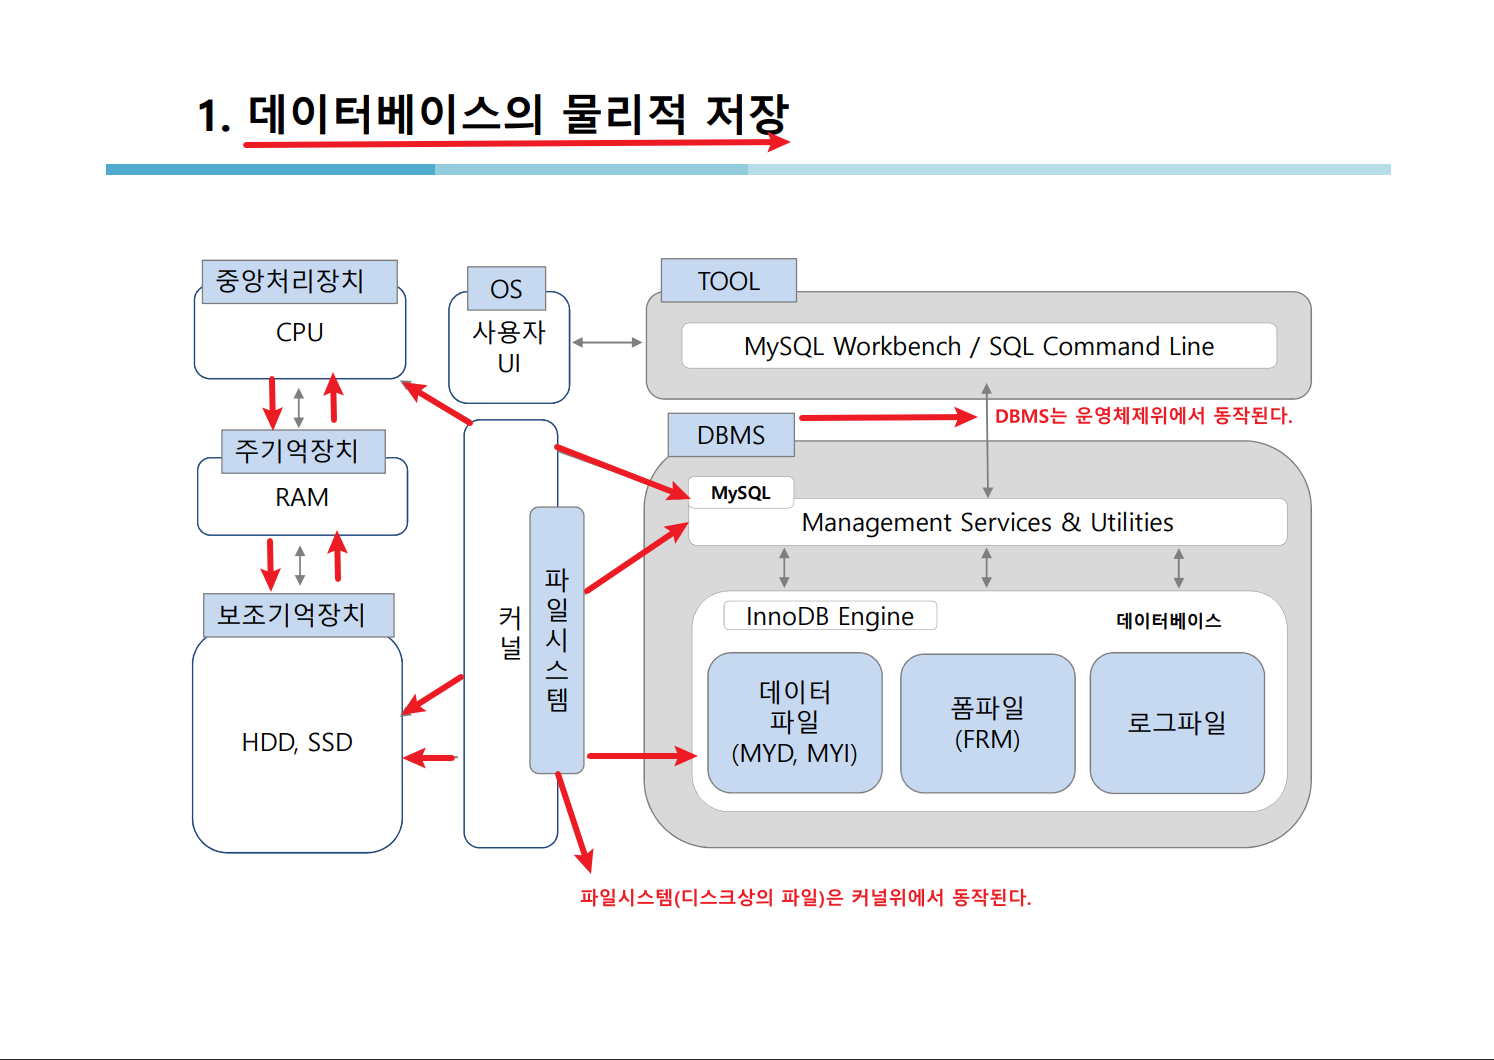 1. 데이터베이스의 물리적 저장
중앙처리장치
CPU
주기억장치
RAM
보조기억장치
HDD, SSD
OS
사용자
UI
커
널
파
일
시
스
템
TOOL
MySQL Workbench / SQL Command Line
DBMS
DBMS는 운영체제위에서 동작된다.
MySQL
Management Services & Utilities
InnoDB Engine
데이터베이스
데이터
파일
(MYD, MYI)
폼파일
(FRM)
로그파일
파일시스템(디스크상의 파일)은 커널위에서 동작된다.